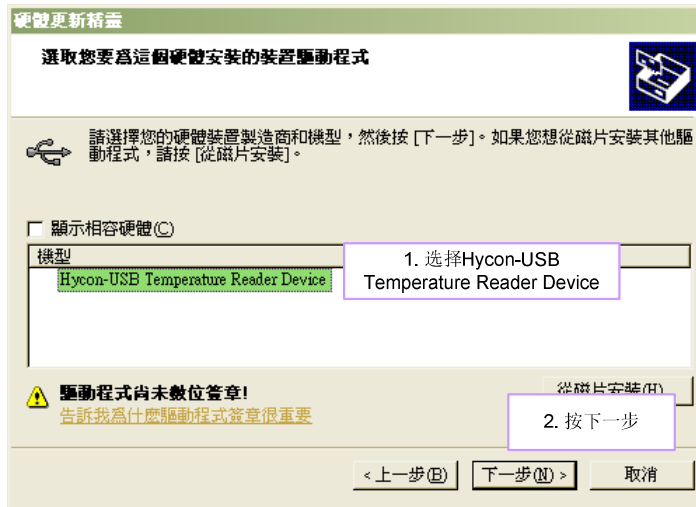 硬體更新精靈
選取您要為這個硬體安裝的裝置驅動程式
請選擇您的硬體裝置製造商和機型，然後按 [下一步]。如果您想從磁片安裝其他驅
動程式，請按 [從磁片安裝]。
顯示相容硬體(C)
機型
Hycon-USB Temperature Reader Device
1. 选择Hycon-USB
Temperature Reader Device
驅動程式尚未數位簽章!
告訴我為什麼驅動程式簽章很重要
從磁片安裝(H)
2. 按下一步
<上一步(B)
下一步(N) >
取消